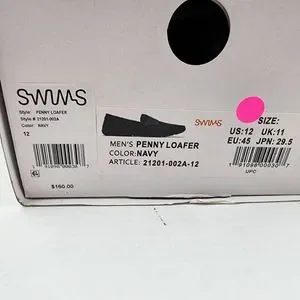 SWIMS
Style: PENNY LOAFER
Style # 21201-002A
Color: NAVY
12
$160.00
SWIMS
MEN'S PENNY LOAFER
COLOR:NAVY
ARTICLE: 21201-002A-12
SIZE:
US:12 UK:11
EU:45 JPN:29.5
UPC